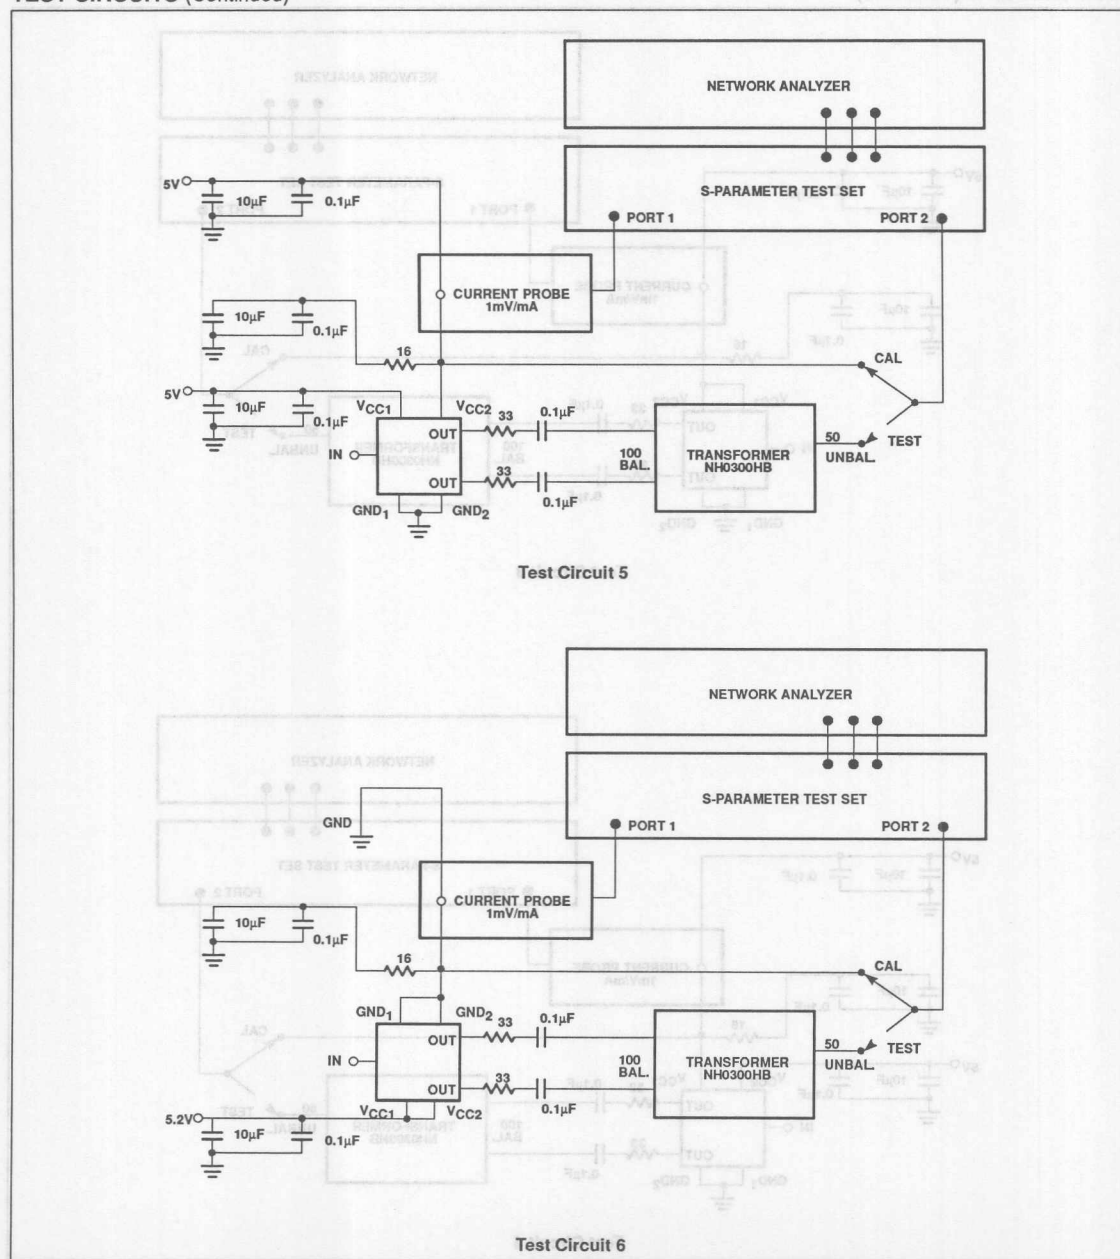 TEST CIRCUITS (Continued)
NETWORK ANALYZER
S-PARAMETER TEST SET
PORT 1
PORT 2
5V
10μF
0.1μF
CURRENT PROBE
1mV/mA
10μF
0.1μF
16
CAL
5V
10μF
0.1μF
VCC1
VCC2
33
0.1μF
OUT
IN
OUT
33
0.1μF
GND1
GND2
100
BAL.
TRANSFORMER
NH0300HB
50
UNBAL.
TEST
Test Circuit 5
NETWORK ANALYZER
S-PARAMETER TEST SET
PORT 1
PORT 2
GND
CURRENT PROBE
1mV/mA
10μF
0.1μF
16
CAL
GND1
GND2
33
0.1μF
OUT
IN
OUT
33
0.1μF
100
BAL.
TRANSFORMER
NH0300HB
50
UNBAL.
TEST
5.2V
10μF
0.1μF
VCC1
VCC2
Test Circuit 6